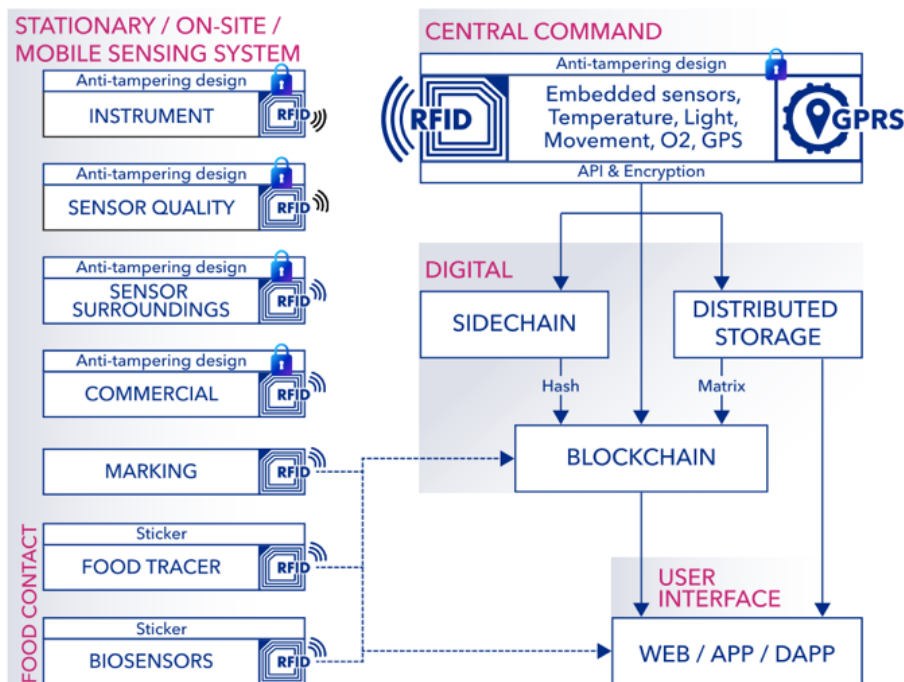 STATIONARY / ON-SITE /
MOBILE SENSING SYSTEM
Anti-tampering design
INSTRUMENT
RFID
Anti-tampering design
SENSOR QUALITY
RFID
Anti-tampering design
SENSOR
SURROUNDINGS
RFID
Anti-tampering design
COMMERCIAL
RFID
MARKING
RFID
FOOD CONTACT
Sticker
FOOD TRACER
RFID
Sticker
BIOSENSORS
RFID
CENTRAL COMMAND
Anti-tampering design
RFID
Embedded sensors,
Temperature, Light,
Movement, O2, GPS
GPRS
API & Encryption
DIGITAL
SIDECHAIN
DISTRIBUTED
STORAGE
Hash
Matrix
BLOCKCHAIN
USER
INTERFACE
WEB / APP / DAPP